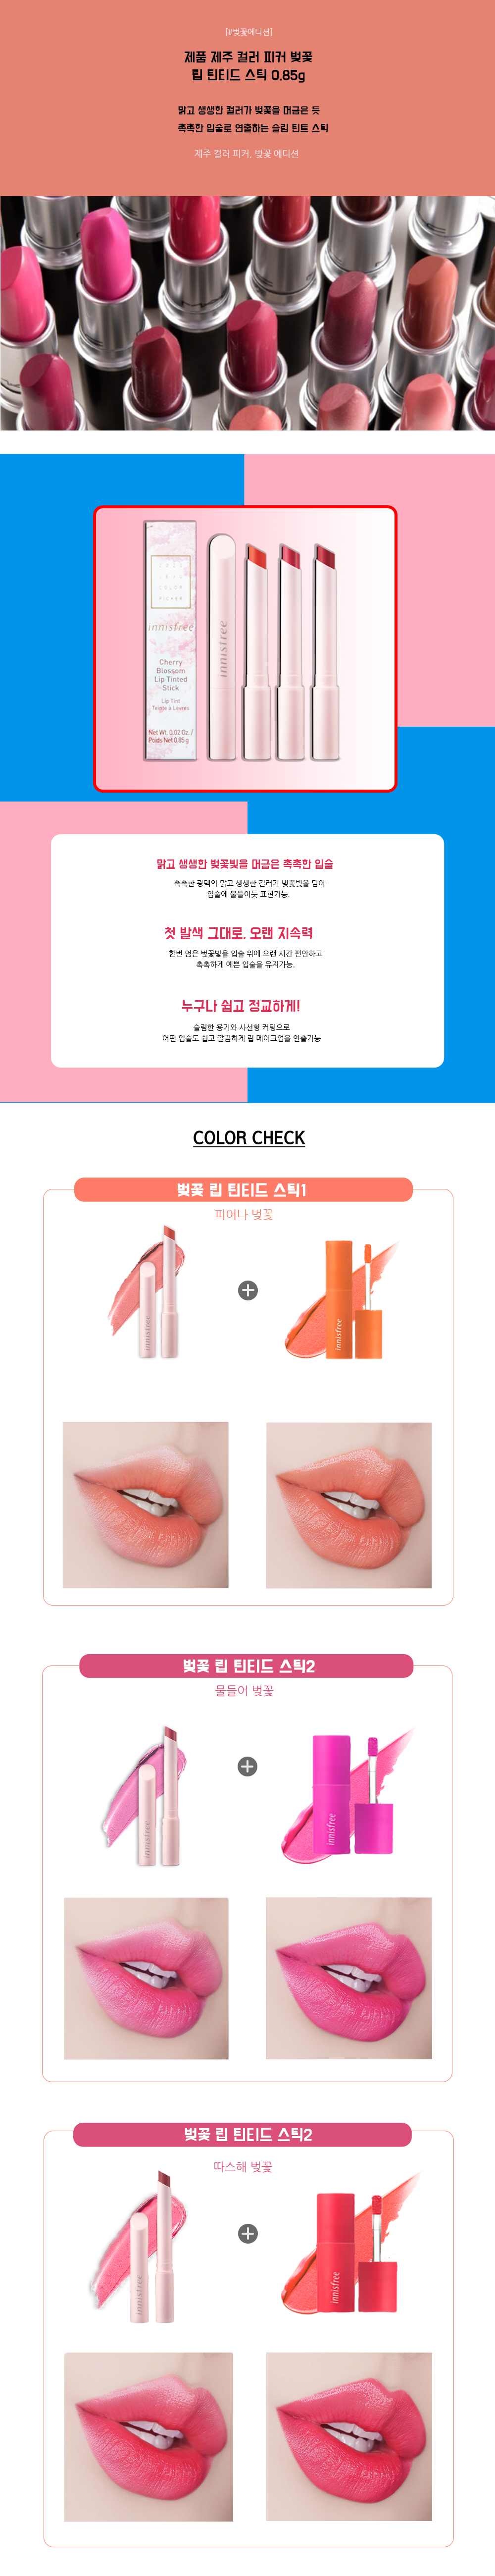 [#벚꽃에디션]
제품 제주 컬러 피커 벚꽃
립 틴티드 스틱 0.85g
맑고 생생한 컬러가 벚꽃을 머금은 듯
촉촉한 입술로 연출하는 슬림 틴트 스틱
제주 컬러 피커, 벚꽃 에디션
COLOR
PICKER
innisfree
Cherry
Blossom
Lip Tinted
Stick
Lip Tint
Teinte à Lèvres
Net Wt. 0.02 Oz. /
Poids Net 0.85 g
innisfree
맑고 생생한 벚꽃빛을 머금은 촉촉한 입술
촉촉한 광택의 맑고 생생한 컬러가 벚꽃빛을 담아
입술에 물들이듯 표현가능.
첫 발색 그대로, 오랜 지속력
한번 얹은 벚꽃빛을 입술 위에 오랜 시간 편안하고
촉촉하게 예쁜 입술을 유지가능.
누구나 쉽고 정교하게!
슬림한 용기와 사선형 커팅으로
어떤 입술도 쉽고 깔끔하게 립 메이크업을 연출가능
COLOR CHECK
벚꽃 립 틴티드 스틱1
피어나 벚꽃
innisfree
innisfree
벚꽃 립 틴티드 스틱2
물들어 벚꽃
innisfree
innisfree
벚꽃 립 틴티드 스틱2
따스해 벚꽃
innisfree
innisfree